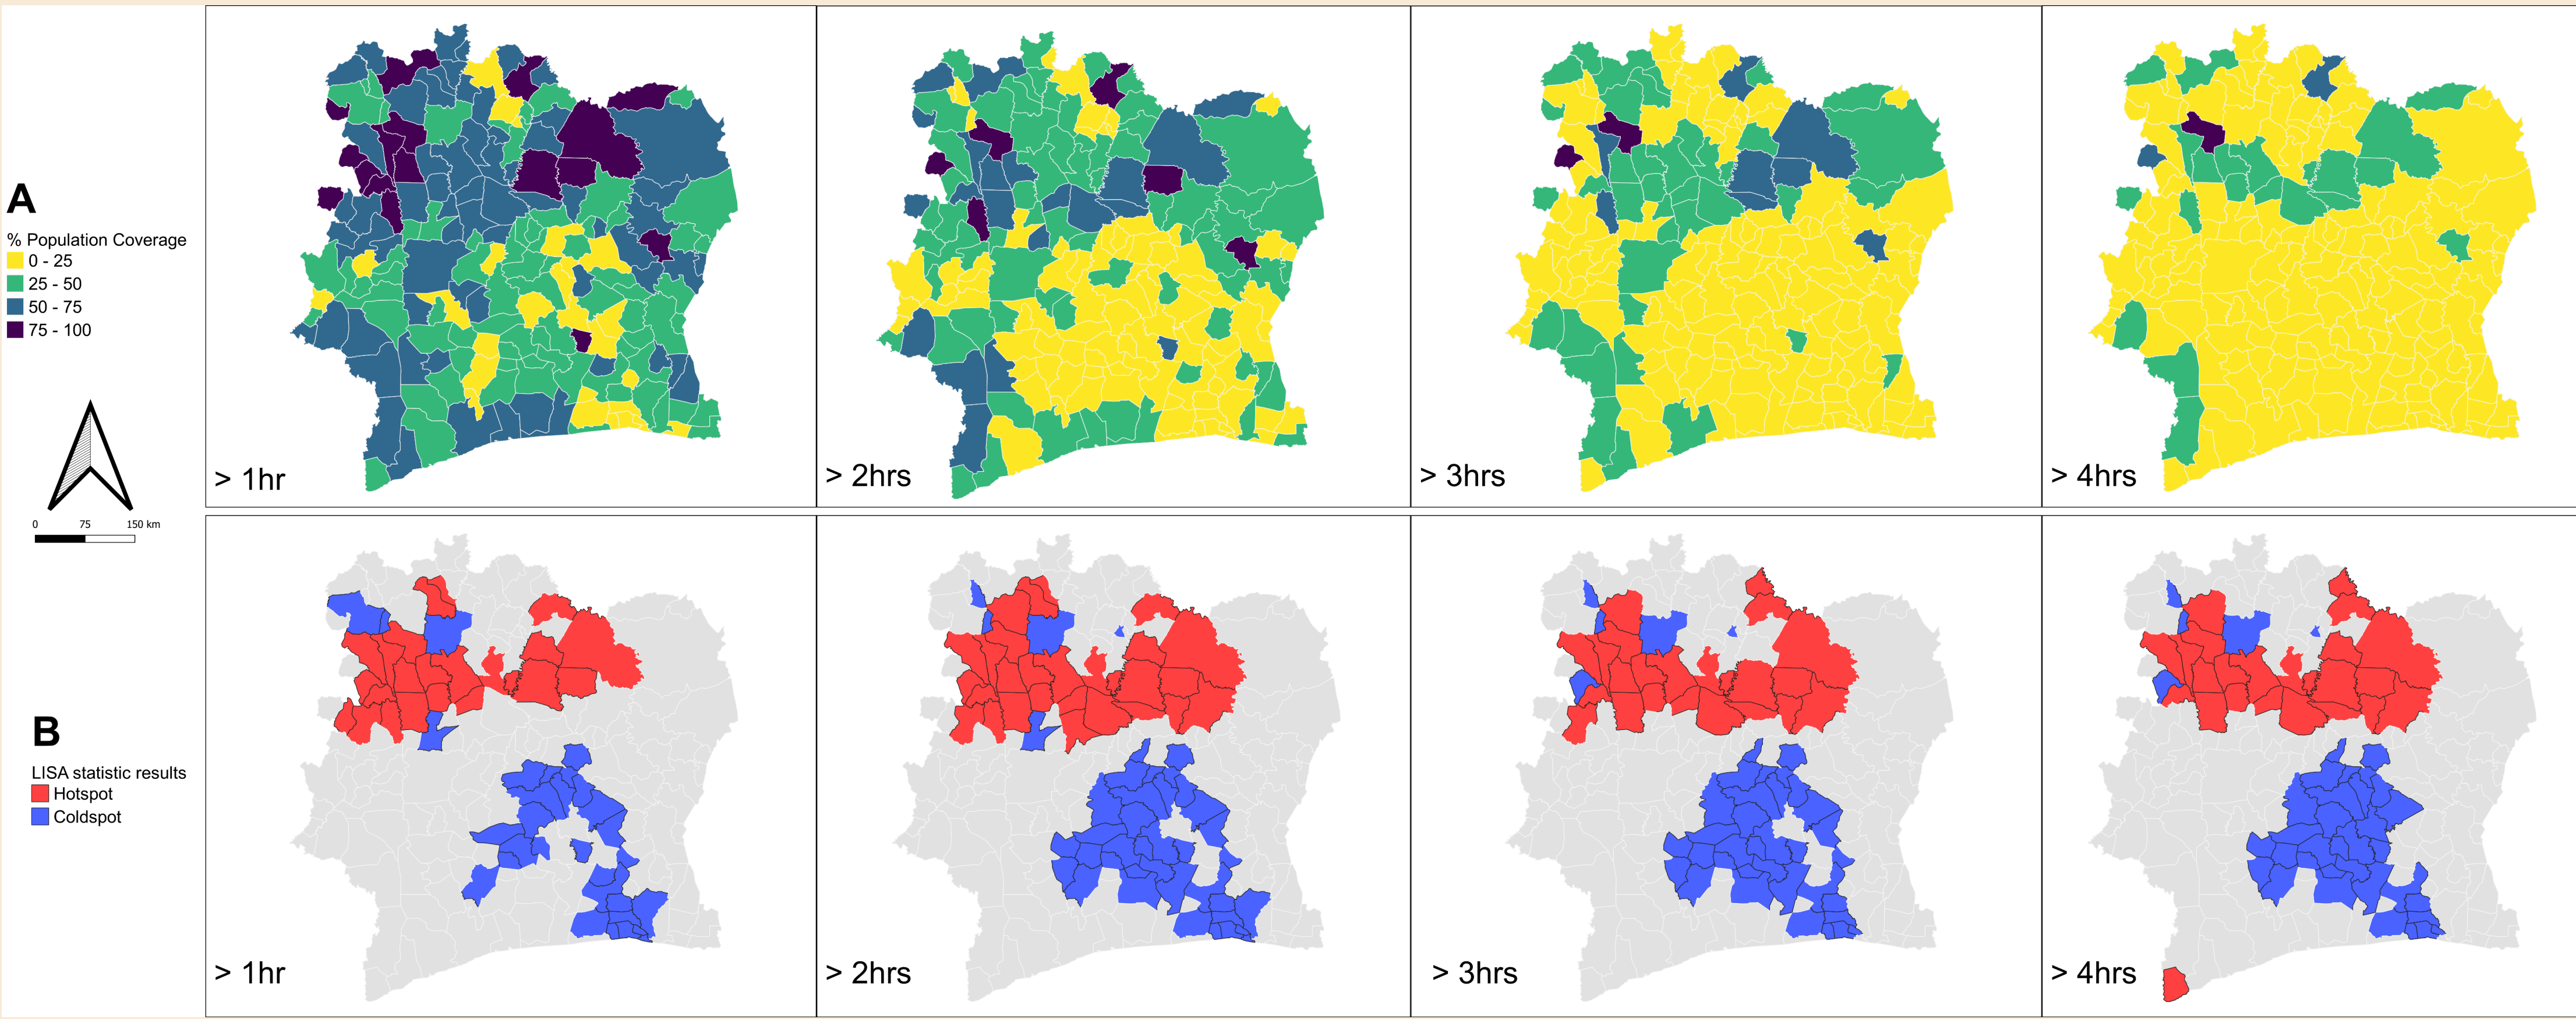 A
% Population Coverage
0 - 25
25 - 50
50 - 75
75 - 100
0 75 150 km
> 1hr
> 2hrs
> 3hrs
> 4hrs
B
LISA statistic results
Hotspot
Coldspot
> 1hr
> 2hrs
> 3hrs
> 4hrs